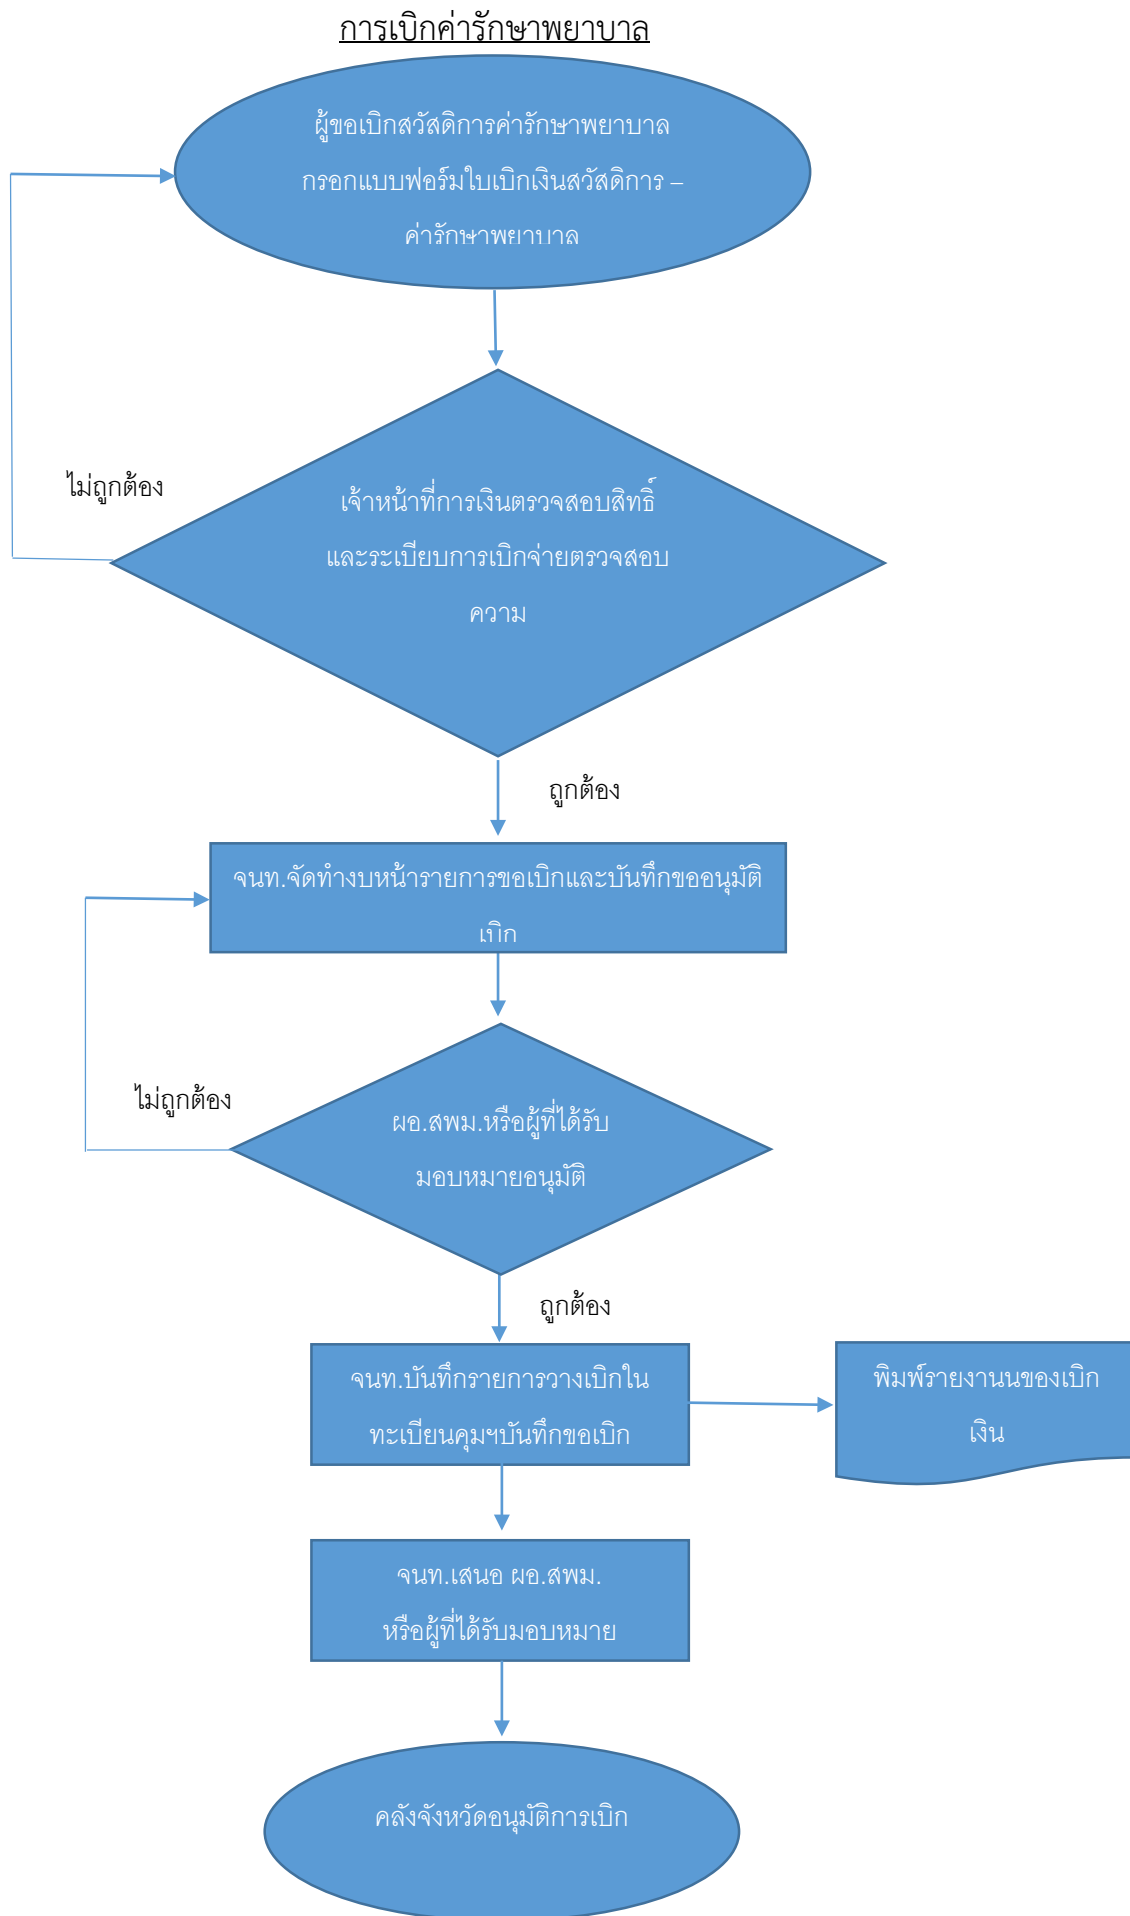 การเบิกค่ารักษาพยาบาล
ผู้ขอเบิกสวัสดิการค่ารักษาพยาบาล
กรอกแบบฟอร์มใบเบิกเงินสวัสดิการ –
ค่ารักษาพยาบาล
ไม่ถูกต้อง
เจ้าหน้าที่การเงินตรวจสอบสิทธิ์
และระเบียบการเบิกจ่ายตรวจสอบ
ความ
ถูกต้อง
จนท.จัดทำงบหน้ารายการขอเบิกและบันทึกขออนุมัติ
เบิก
ไม่ถูกต้อง
ผอ.สพม.หรือผู้ที่ได้รับ
มอบหมายอนุมัติ
ถูกต้อง
จนท.บันทึกรายการวางเบิกใน
ทะเบียนคุมฯบันทึกขอเบิก
พิมพ์รายงานนของเบิก
เงิน
จนท.เสนอ ผอ.สพม.
หรือผู้ที่ได้รับมอบหมาย
คลังจังหวัดอนุมัติการเบิก